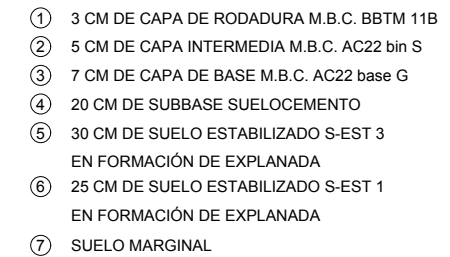 ① 3 CM DE CAPA DE RODADURA M.B.C. BBTM 11B
② 5 CM DE CAPA INTERMEDIA M.B.C. AC22 bin S
③ 7 CM DE CAPA DE BASE M.B.C. AC22 base G
④ 20 CM DE SUBBASE SUELOCEMENTO
⑤ 30 CM DE SUELO ESTABILIZADO S-EST 3
EN FORMACIÓN DE EXPLANADA
⑥ 25 CM DE SUELO ESTABILIZADO S-EST 1
EN FORMACIÓN DE EXPLANADA
⑦ SUELO MARGINAL